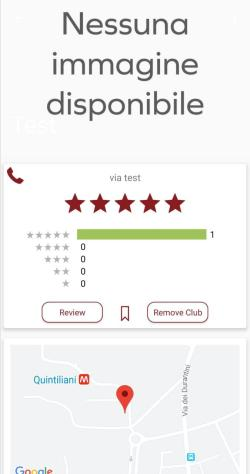 Nessuna
immagine
disponibile
Test
via test
1
0
0
0
0
Review
Remove Club
Quintiliani M
Via dei Durantini
Google